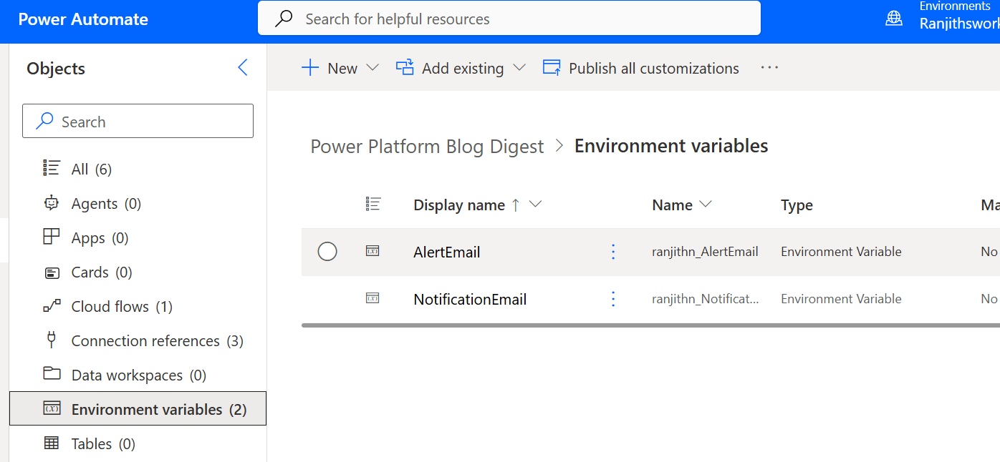 Power Automate
Search for helpful resources
Environments
Ranjithswork
Objects
New
Add existing
Publish all customizations
...
Search
All (6)
Agents (0)
Apps (0)
Cards (0)
Cloud flows (1)
Connection references (3)
Data workspaces (0)
Environment variables (2)
Tables (0)
Power Platform Blog Digest > Environment variables
Display name ↑ Name Type Ma
AlertEmail ranjithn_AlertEmail Environment Variable No
NotificationEmail ranjithn_Notificat... Environment Variable No